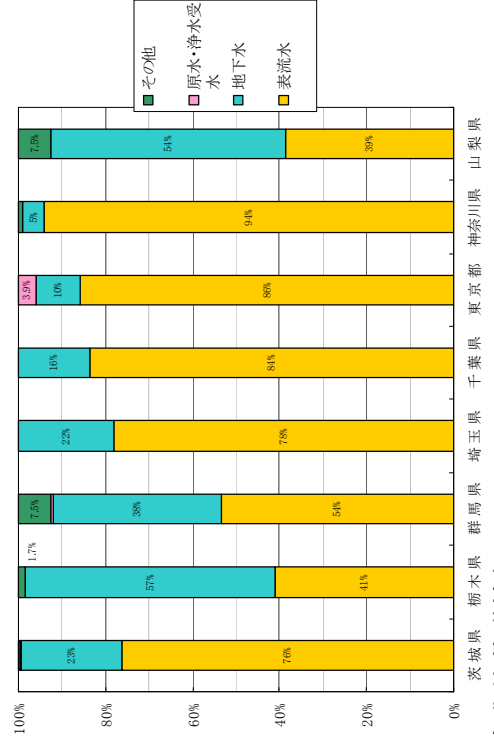 その他
原水・浄水受
水
地下水
表流水
100%
80%
60%
40%
20%
0%
23%
76%
1.7%
57%
41%
7.5%
38%
54%
22%
78%
16%
84%
3.9%
10%
86%
5%
94%
7.5%
54%
39%
茨城県
栃木県
群馬県
埼玉県
千葉県
東京都
神奈川県
山梨県